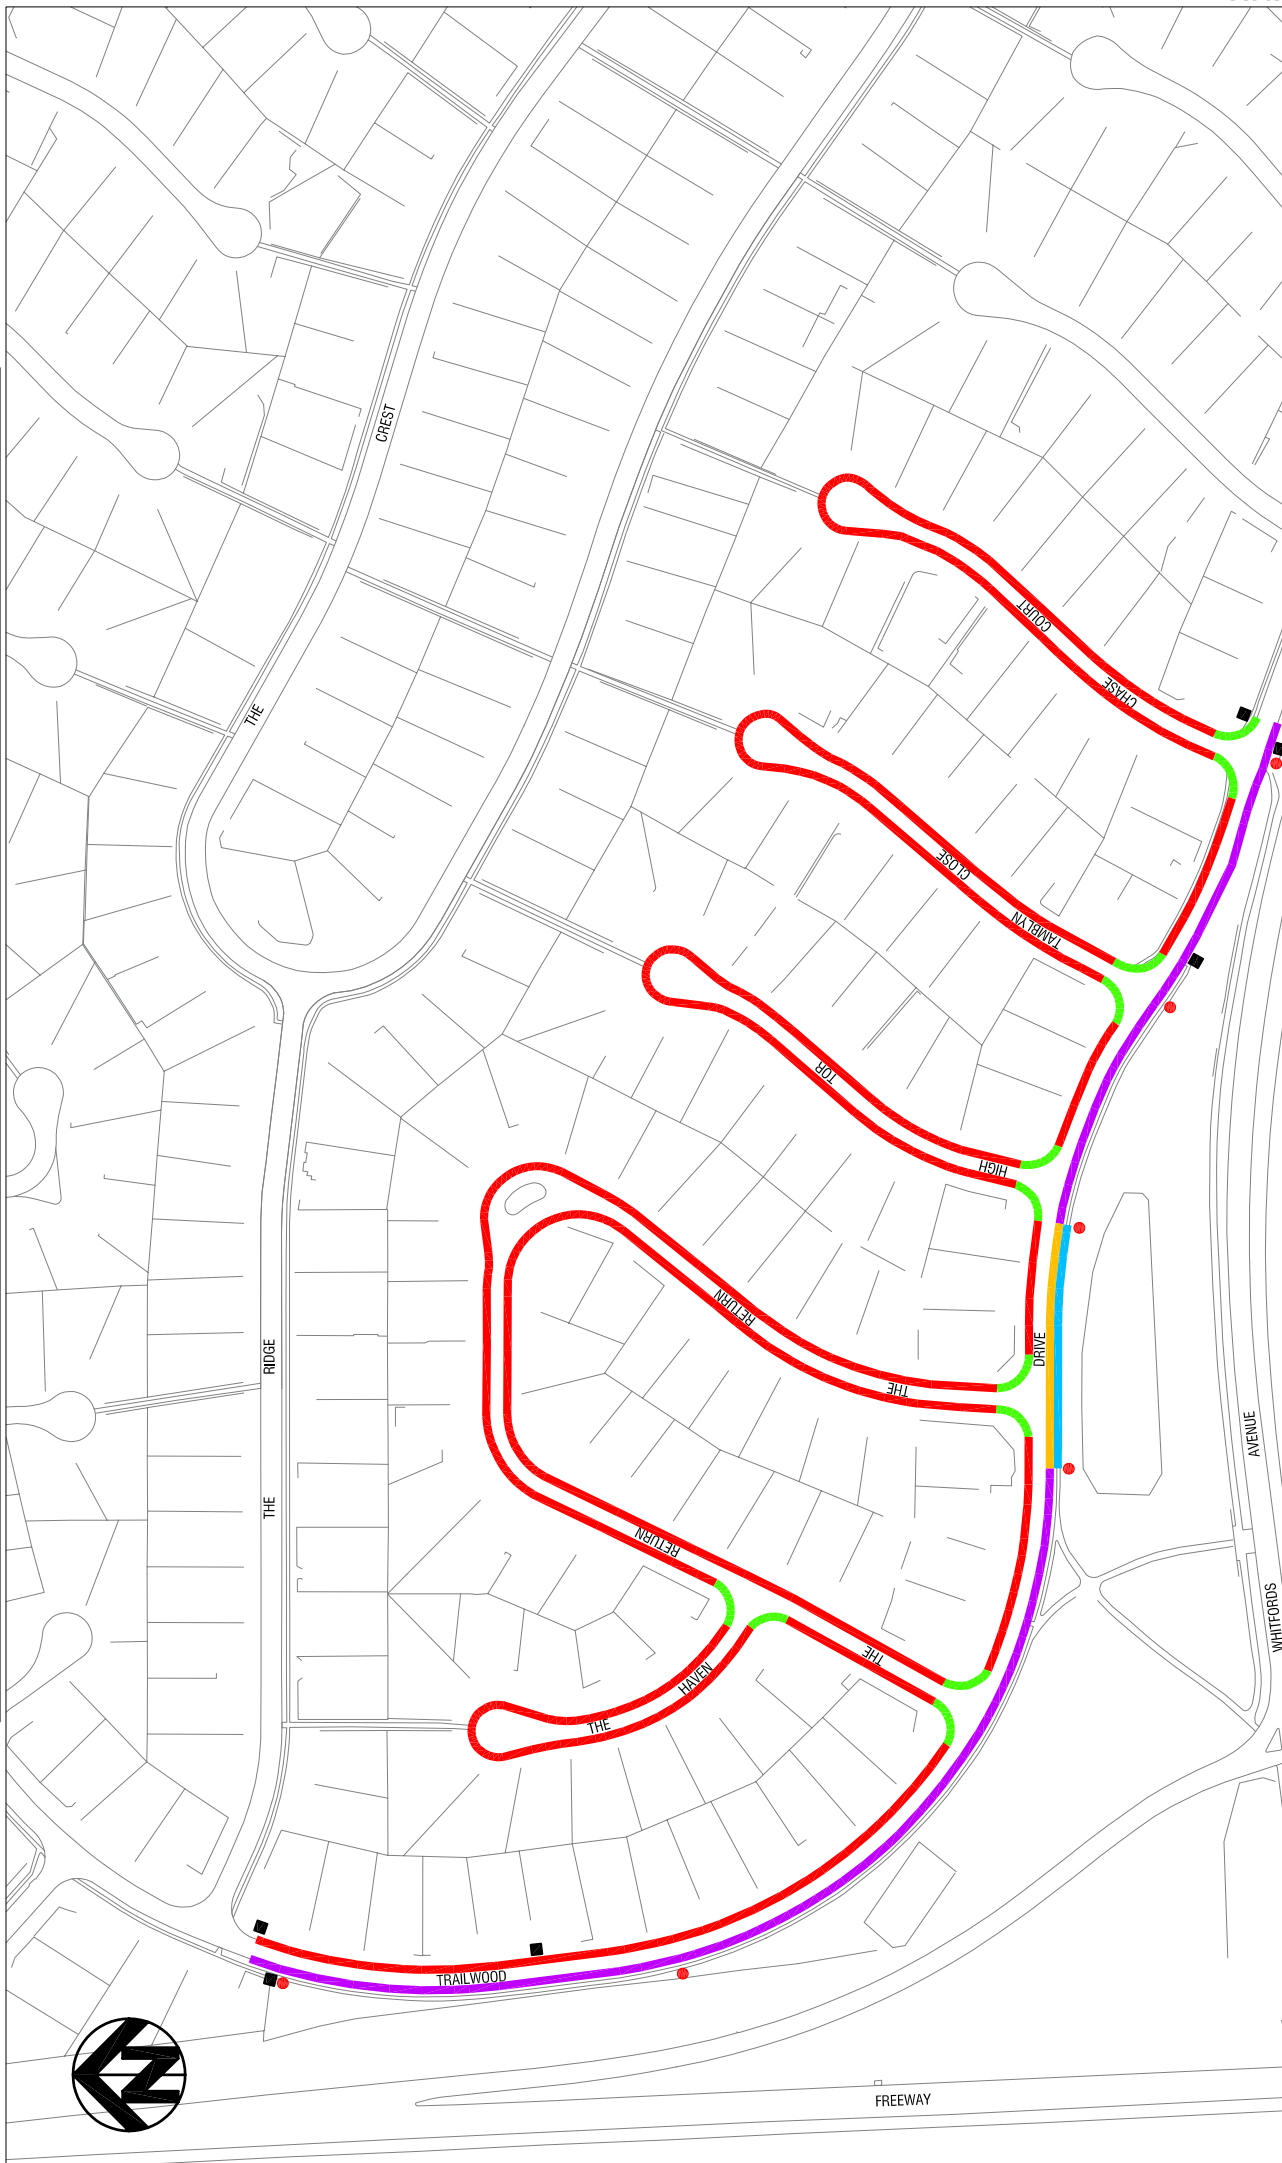 CREST
THE
COURT
CHASE
CLOSE
TAMBLYN
TOR
HIGH
RETURN
THE
DRIVE
RIDGE
THE
AVENUE
WHITFORDS
RETURN
THE
HAVEN
THE
TRAILWOOD
FREEWAY
N